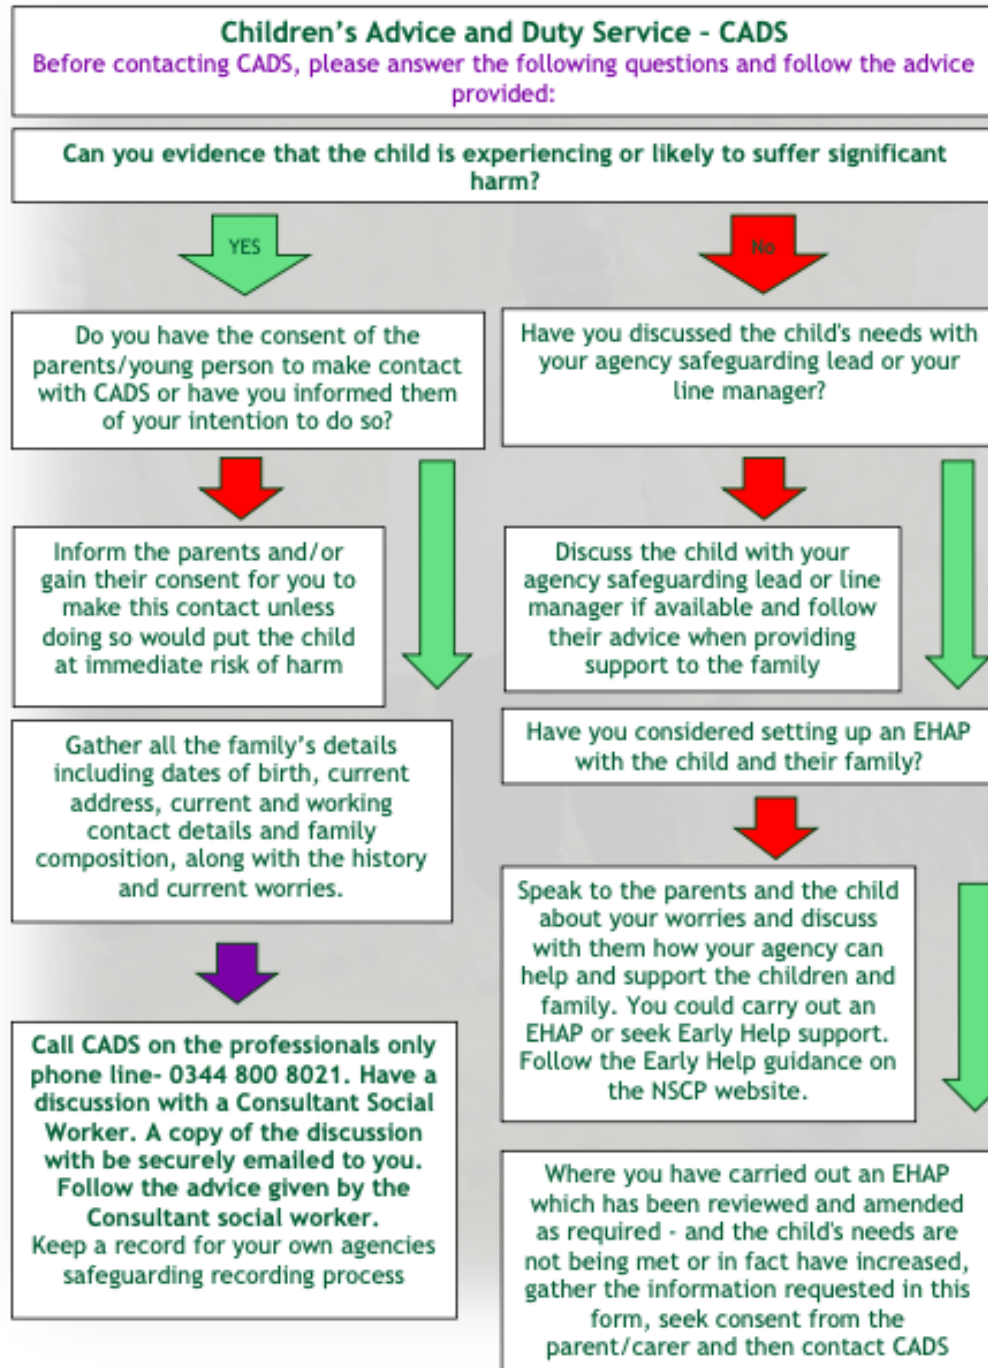 Children's Advice and Duty Service - CADS
Before contacting CADS, please answer the following questions and follow the advice
provided:
Can you evidence that the child is experiencing or likely to suffer significant
harm?
YES
No
Do you have the consent of the
parents/young person to make contact
with CADS or have you informed them
of your intention to do so?
Have you discussed the child's needs with
your agency safeguarding lead or your
line manager?
Inform the parents and/or
gain their consent for you to
make this contact unless
doing so would put the child
at immediate risk of harm
Discuss the child with your
agency safeguarding lead or line
manager if available and follow
their advice when providing
support to the family
Gather all the family's details
including dates of birth, current
address, current and working
contact details and family
composition, along with the history
and current worries.
Have you considered setting up an EHAP
with the child and their family?
Speak to the parents and the child
about your worries and discuss
with them how your agency can
help and support the children and
family. You could carry out an
EHAP or seek Early Help support.
Follow the Early Help guidance on
the NSCP website.
Call CADS on the professionals only
phone line- 0344 800 8021. Have a
discussion with a Consultant Social
Worker. A copy of the discussion
with be securely emailed to you.
Follow the advice given by the
Consultant social worker.
Keep a record for your own agencies
safeguarding recording process
Where you have carried out an EHAP
which has been reviewed and amended
as required - and the child's needs are
not being met or in fact have increased,
gather the information requested in this
form, seek consent from the
parent/carer and then contact CADS